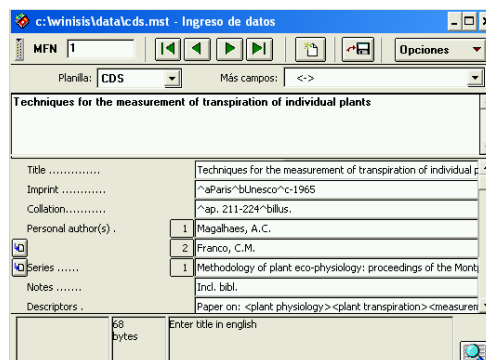 c:\winisis\data\cds.mst - Ingreso de datos
MFN 1 Opciones
Planilla: CDS Más campos: <->
Techniques for the measurement of transpiration of individual plants
Title .............. Techniques for the measurement of transpiration of individual p
Imprint ............ ^aParis^bUnesco^c-1965
Collation........... ^ap. 211-224^billus.
Personal author(s) . 1 Magalhaes, A.C.
2 Franco, C.M.
Series ...... 1 Methodology of plant eco-physiology: proceedings of the Mont
Notes ....... Incl. bibl.
Descriptors . Paper on: <plant physiology><plant transpiration><measuren
68 Enter title in english
bytes